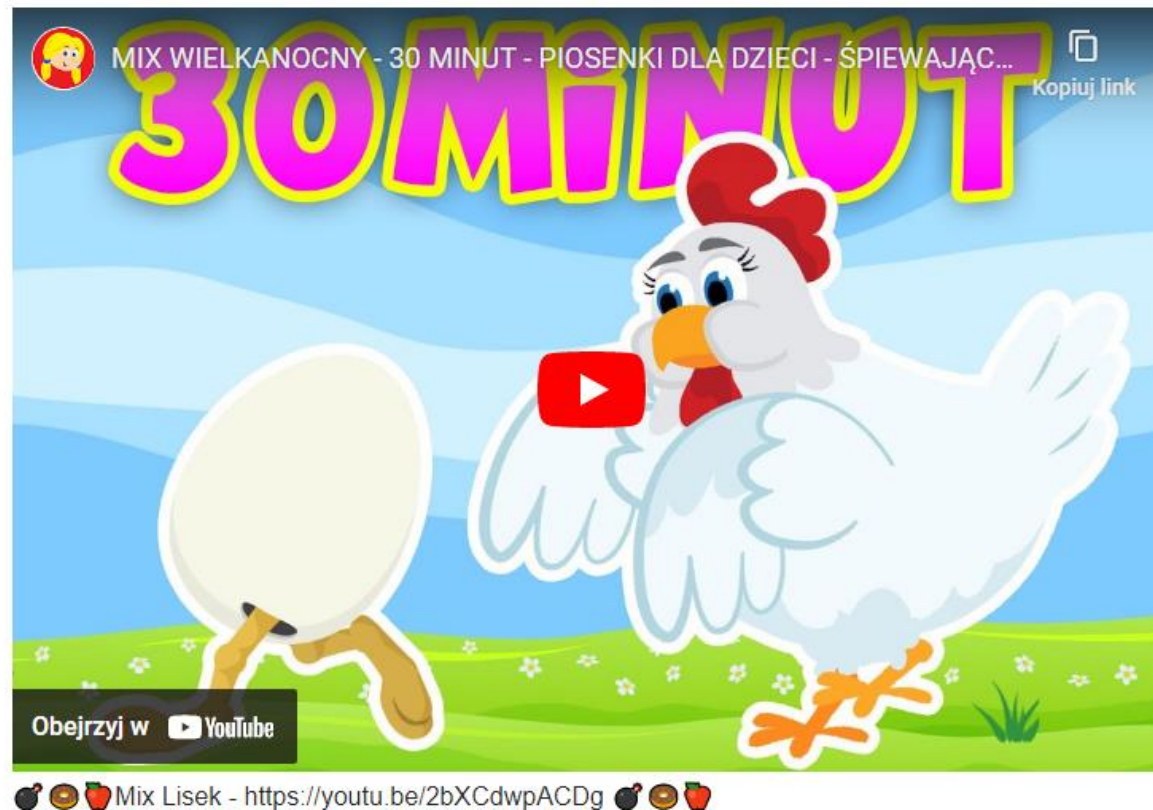 MIX WIELKANOCNY - 30 MINUT - PIOSENKI DLA DZIECI - ŚPIEWAJĄC...
Kopiuj link
30MiNUT
Obejrzyj w YouTube
💣🍩🍎Mix Lisek - https://youtu.be/2bXCdwpACDg 💣🍩🍎